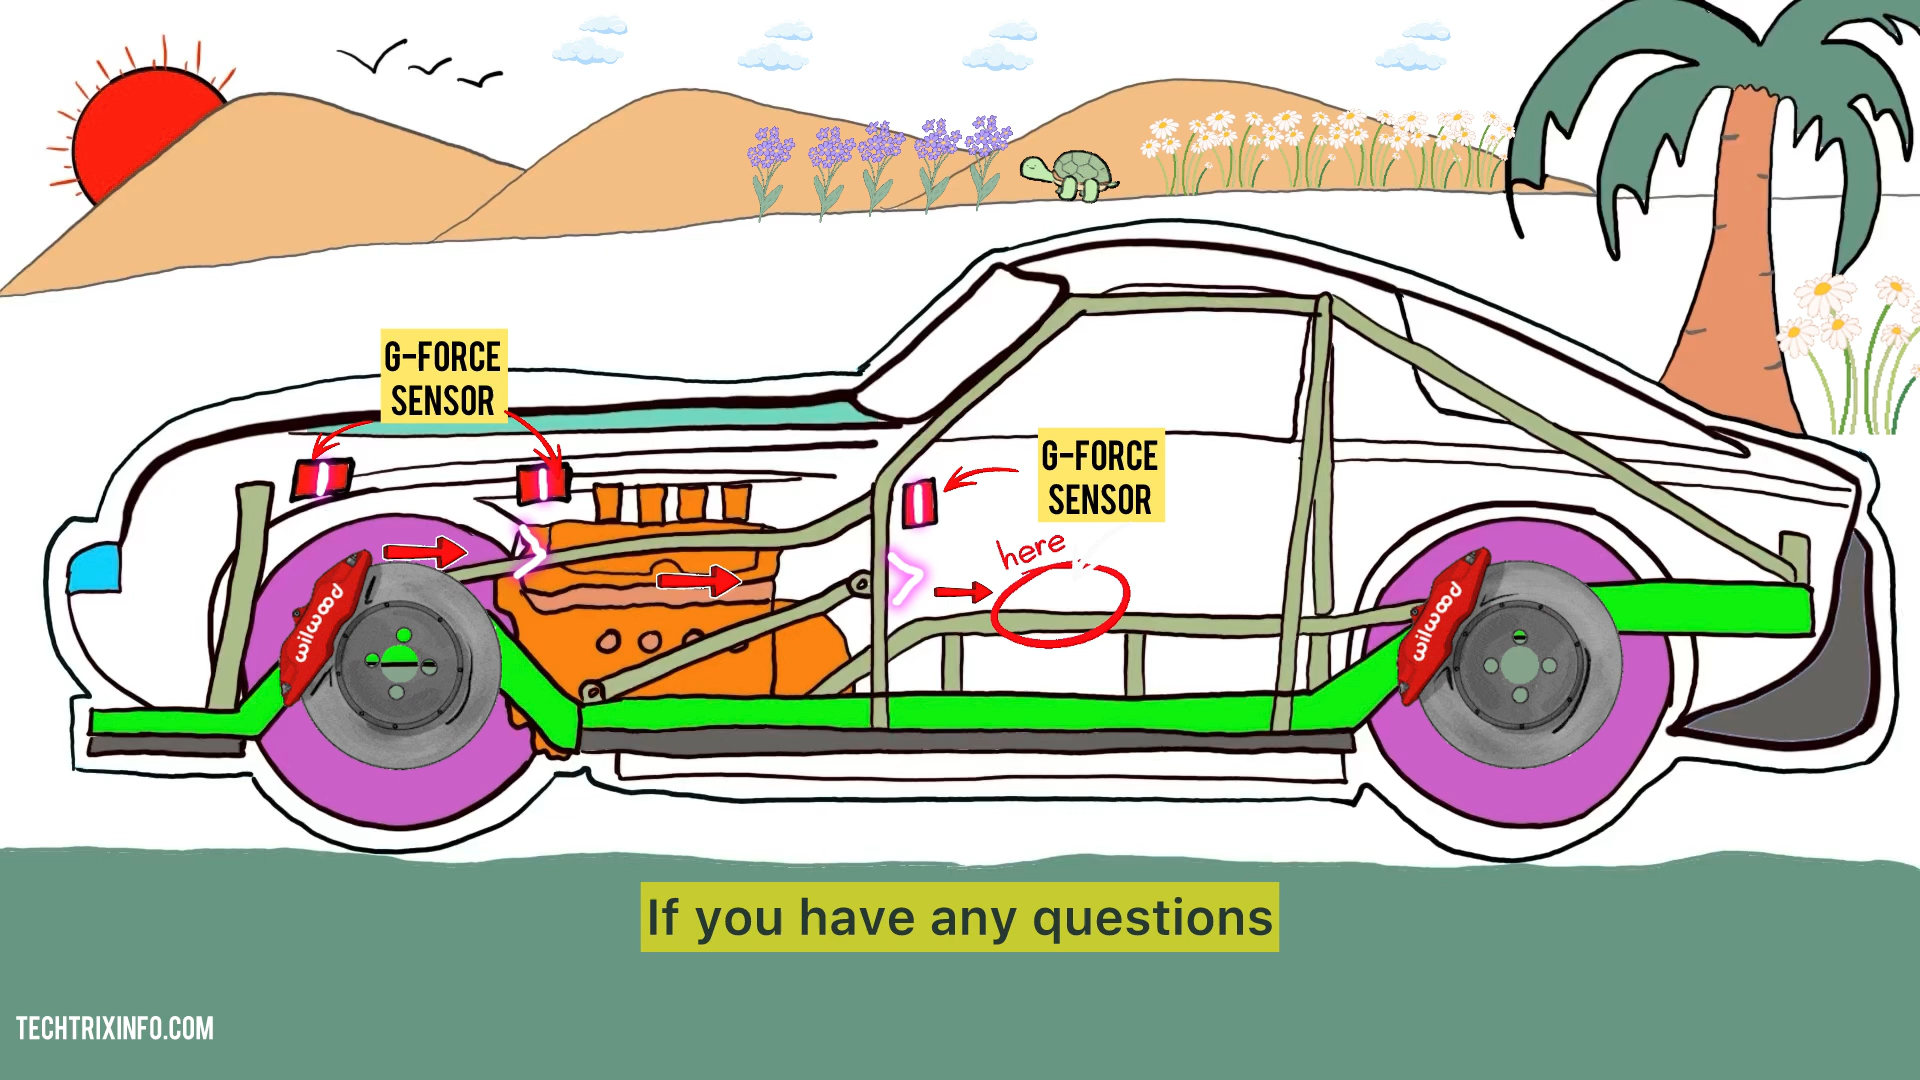 G-FORCE
SENSOR
G-FORCE
SENSOR
here
wilwood
wilwood
If you have any questions
TECHTRIXINFO.COM